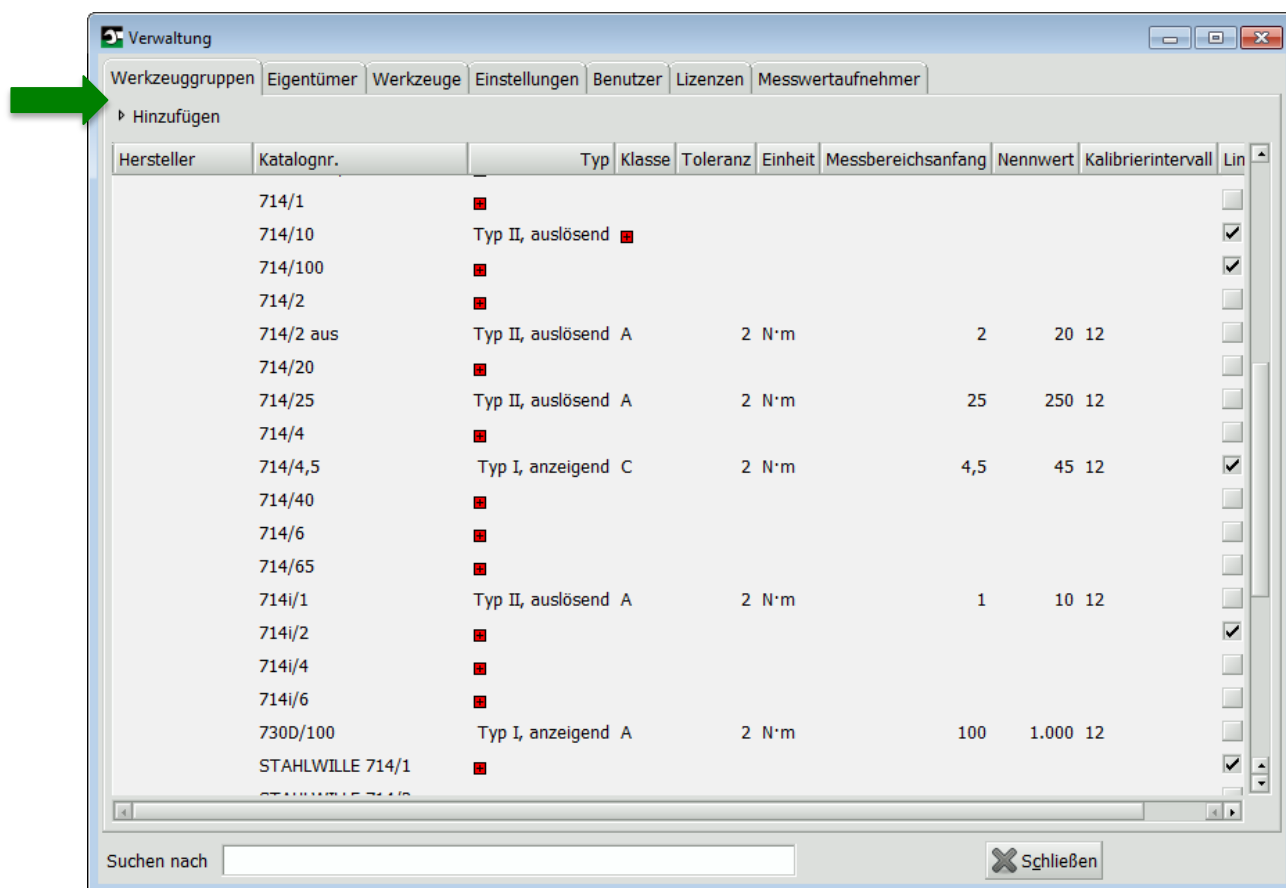 Verwaltung
Werkzeuggruppen Eigentümer Werkzeuge Einstellungen Benutzer Lizenzen Messwertaufnehmer
Hinzufügen
Hersteller Katalognr. Typ Klasse Toleranz Einheit Messbereichsanfang Nennwert Kalibrierintervall Lin
714/1
714/10 Typ II, auslösend
714/100
714/2
714/2 aus Typ II, auslösend A 2 N·m 2 20 12
714/20
714/25 Typ II, auslösend A 2 N·m 25 250 12
714/4
714/4,5 Typ I, anzeigend C 2 N·m 4,5 45 12
714/40
714/6
714/65
714i/1 Typ II, auslösend A 2 N·m 1 10 12
714i/2
714i/4
714i/6
730D/100 Typ I, anzeigend A 2 N·m 100 1.000 12
STAHLWILLE 714/1
Suchen nach Schließen